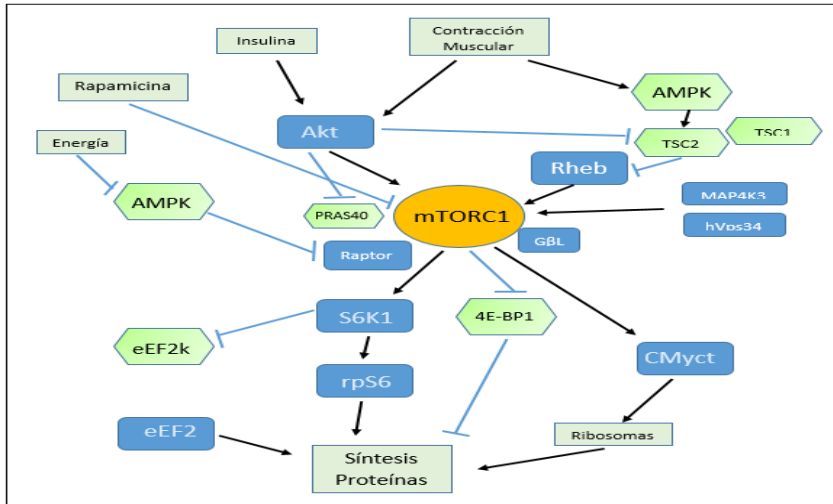 Insulina
Contracción
Muscular
Rapamicina
AMPK
Akt
TSC1
TSC2
Energía
Rheb
AMPK
MAP4K3
PRAS40
mTORC1
hVps34
GβL
Raptor
S6K1
4E-BP1
eEF2k
CMyct
rpS6
eEF2
Ribosomas
Síntesis
Proteínas